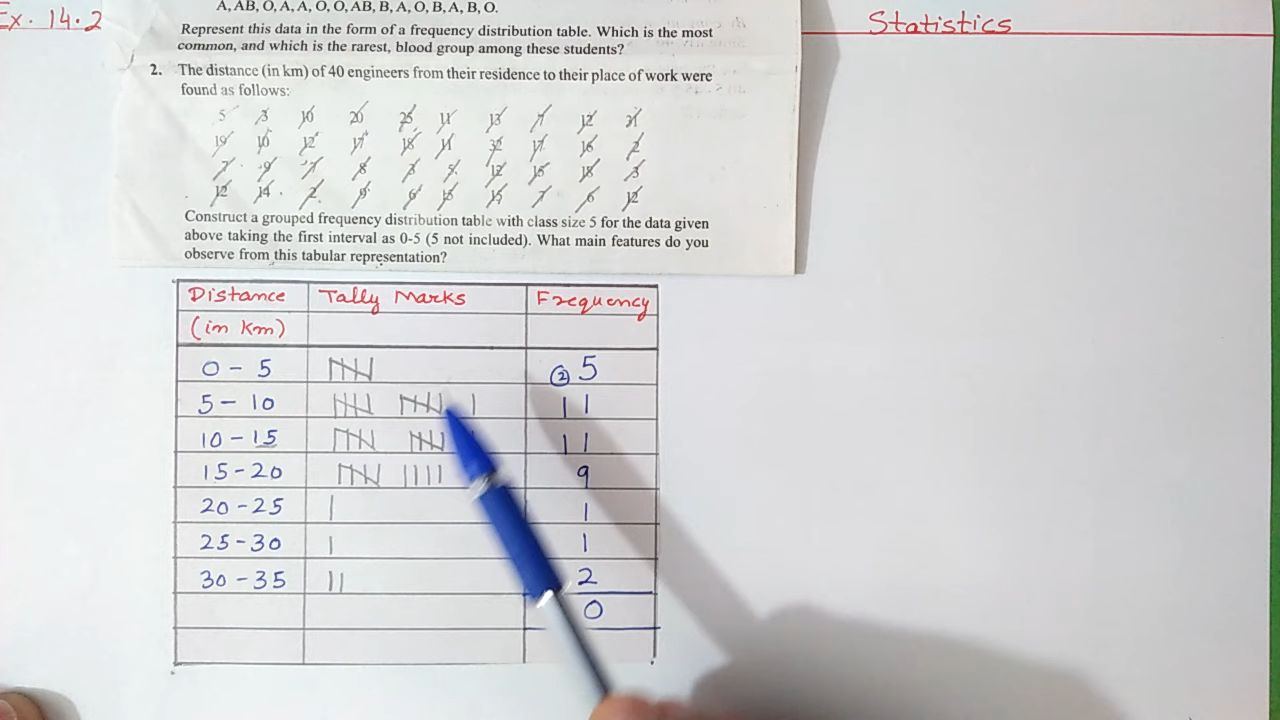 Ex. 14.2
Statistics
A, AB, O, A, A, O, O, AB, B, A, O, B, A, B, O.
Represent this data in the form of a frequency distribution table. Which is the most
common, and which is the rarest, blood group among these students?
2. The distance (in km) of 40 engineers from their residence to their place of work were
found as follows:
5 3 10 20 25 11 13 7 12 31
19 10 12 17 18 11 32 17 16 2
7 9 7 8 3 5 12 15 18 3
12 14 2 9 6 15 15 7 6 12
Construct a grouped frequency distribution table with class size 5 for the data given
above taking the first interval as 0-5 (5 not included). What main features do you
observe from this tabular representation?
Distance Tally Marks Frequency
(in Km)
0 - 5 ② 5
5 - 10 11
10 - 15 11
15 - 20 9
20 - 25 1
25 - 30 1
30 - 35 2
0